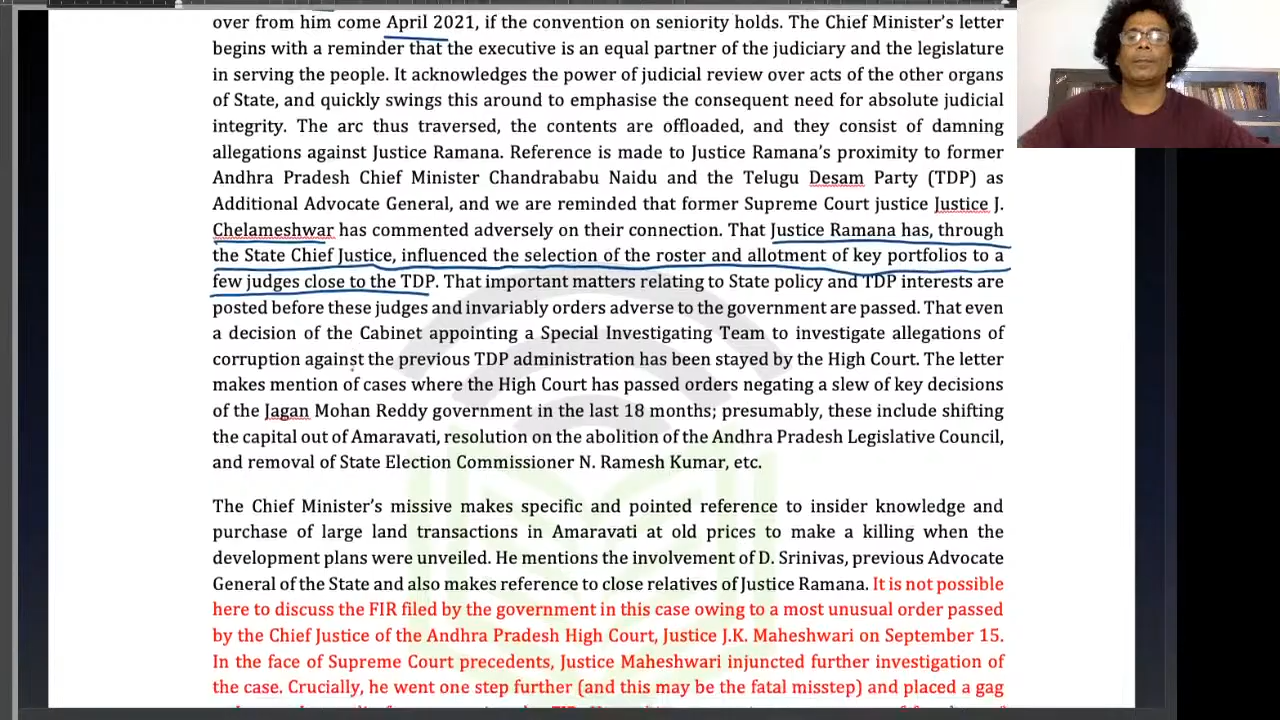 over from him come April 2021, if the convention on seniority holds. The Chief Minister’s letter
begins with a reminder that the executive is an equal partner of the judiciary and the legislature
in serving the people. It acknowledges the power of judicial review over acts of the other organs
of State, and quickly swings this around to emphasise the consequent need for absolute judicial
integrity. The arc thus traversed, the contents are offloaded, and they consist of damning
allegations against Justice Ramana. Reference is made to Justice Ramana’s proximity to former
Andhra Pradesh Chief Minister Chandrababu Naidu and the Telugu Desam Party (TDP) as
Additional Advocate General, and we are reminded that former Supreme Court justice Justice J.
Chelameshwar has commented adversely on their connection. That Justice Ramana has, through
the State Chief Justice, influenced the selection of the roster and allotment of key portfolios to a
few judges close to the TDP. That important matters relating to State policy and TDP interests are
posted before these judges and invariably orders adverse to the government are passed. That even
a decision of the Cabinet appointing a Special Investigating Team to investigate allegations of
corruption against the previous TDP administration has been stayed by the High Court. The letter
makes mention of cases where the High Court has passed orders negating a slew of key decisions
of the Jagan Mohan Reddy government in the last 18 months; presumably, these include shifting
the capital out of Amaravati, resolution on the abolition of the Andhra Pradesh Legislative Council,
and removal of State Election Commissioner N. Ramesh Kumar, etc.
The Chief Minister’s missive makes specific and pointed reference to insider knowledge and
purchase of large land transactions in Amaravati at old prices to make a killing when the
development plans were unveiled. He mentions the involvement of D. Srinivas, previous Advocate
General of the State and also makes reference to close relatives of Justice Ramana. It is not possible
here to discuss the FIR filed by the government in this case owing to a most unusual order passed
by the Chief Justice of the Andhra Pradesh High Court, Justice J.K. Maheshwari on September 15.
In the face of Supreme Court precedents, Justice Maheshwari injuncted further investigation of
the case. Crucially, he went one step further (and this may be the fatal misstep) and placed a gag